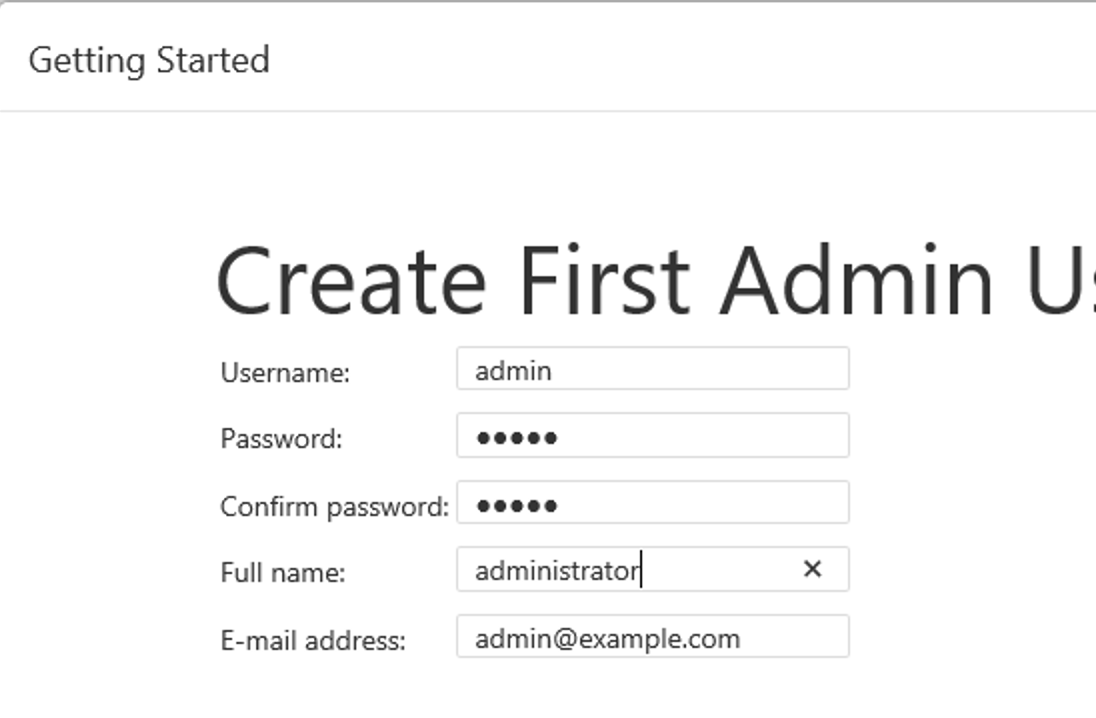 Getting Started
Create First Admin
Username: admin
Password: •••••
Confirm password: •••••
Full name: administrator
E-mail address: admin@example.com